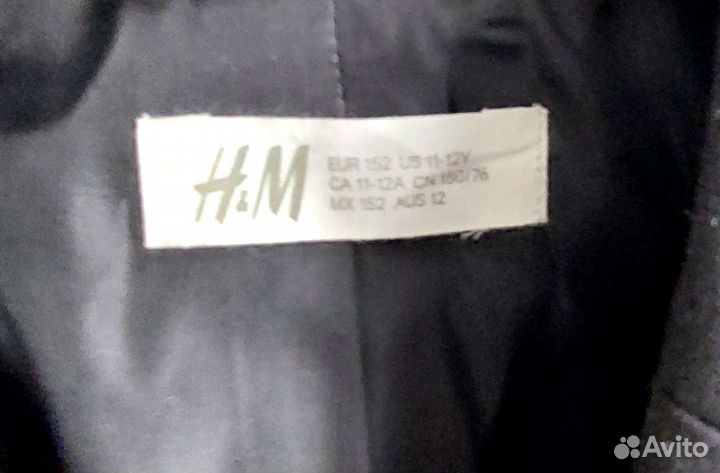 H&M
EUR 152 US 11-12Y
CA 11-12A CN 150/76
MX 152 AUS 12
Avito